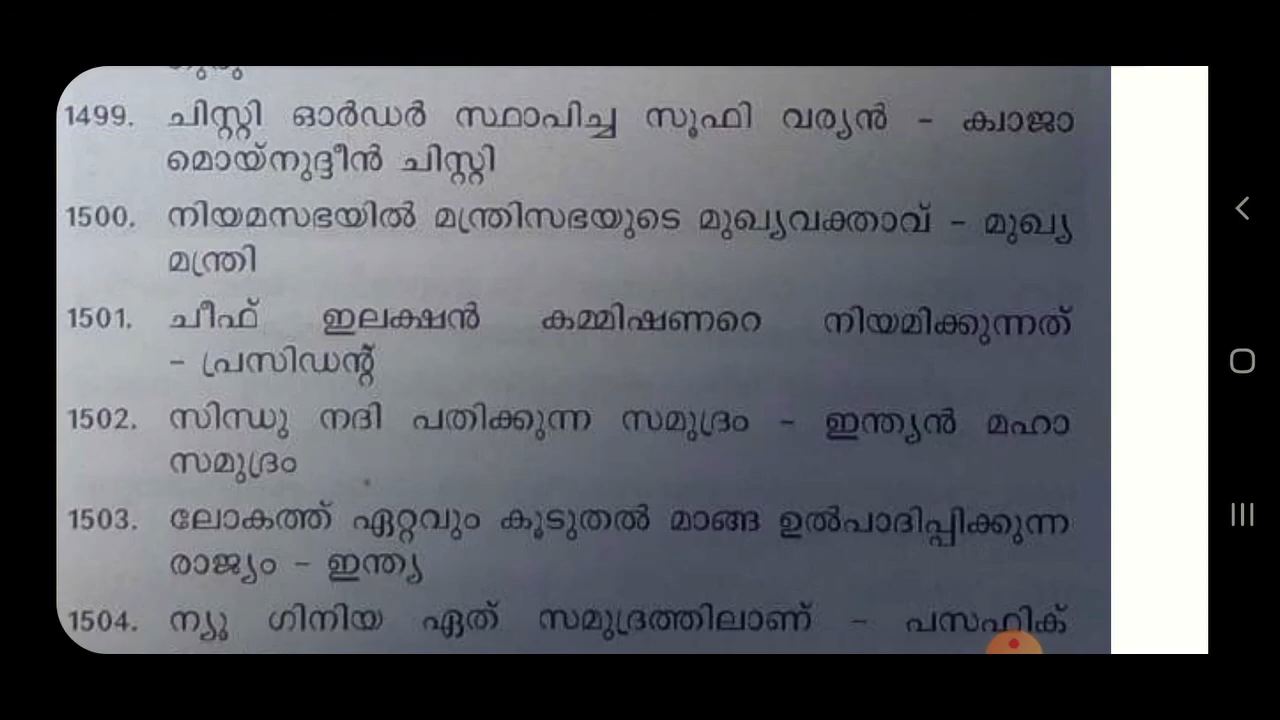 1499. ചിസ്റ്റി ഓർഡർ സ്ഥാപിച്ച സൂഫി വര്യൻ - ക്വാജാ
മൊയ്നുദ്ദീൻ ചിസ്റ്റി
1500. നിയമസഭയിൽ മന്ത്രിസഭയുടെ മുഖ്യവക്താവ് - മുഖ്യ
മന്ത്രി
1501. ചീഫ് ഇലക്ഷൻ കമ്മിഷണറെ നിയമിക്കുന്നത്
- പ്രസിഡന്റ്
1502. സിന്ധു നദി പതിക്കുന്ന സമുദ്രം - ഇന്ത്യൻ മഹാ
സമുദ്രം
1503. ലോകത്ത് ഏറ്റവും കൂടുതൽ മാങ്ങ ഉൽപാദിപ്പിക്കുന്ന
രാജ്യം - ഇന്ത്യ
1504. ന്യു ഗിനിയ ഏത് സമുദ്രത്തിലാണ് - പസഫിക്